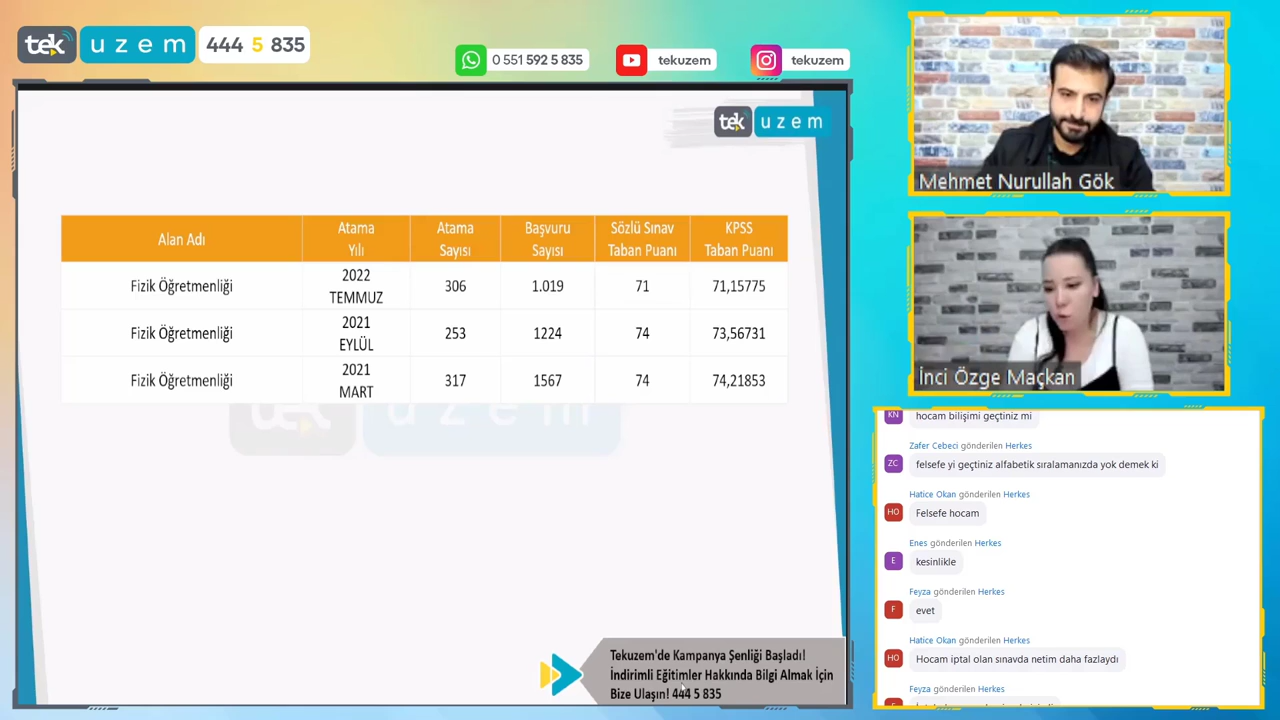 tek uzem 444 5 835
0 551 592 5 835
tekuzem
tekuzem
tek uzem
Alan Adı
Atama Yılı
Atama Sayısı
Başvuru Sayısı
Sözlü Sınav Taban Puanı
KPSS Taban Puanı
Fizik Öğretmenliği
2022 TEMMUZ
306
1.019
71
71,15775
Fizik Öğretmenliği
2021 EYLÜL
253
1224
74
73,56731
Fizik Öğretmenliği
2021 MART
317
1567
74
74,21853
tek uzem
Tekuzem'de Kampanya Şenliği Başladı!
İndirimli Eğitimler Hakkında Bilgi Almak İçin
Bize Ulaşın! 444 5 835
Mehmet Nurullah Gök
İnci Özge Maçkan
KN
hocam bilişimi geçtiniz mi
Zafer Cebeci gönderilen Herkes
ZC
felsefe yi geçtiniz alfabetik sıralamanızda yok demek ki
Hatice Okan gönderilen Herkes
HO
Felsefe hocam
Enes gönderilen Herkes
E
kesinlikle
Feyza gönderilen Herkes
F
evet
Hatice Okan gönderilen Herkes
HO
Hocam iptal olan sınavda netim daha fazlaydı
Feyza gönderilen Herkes